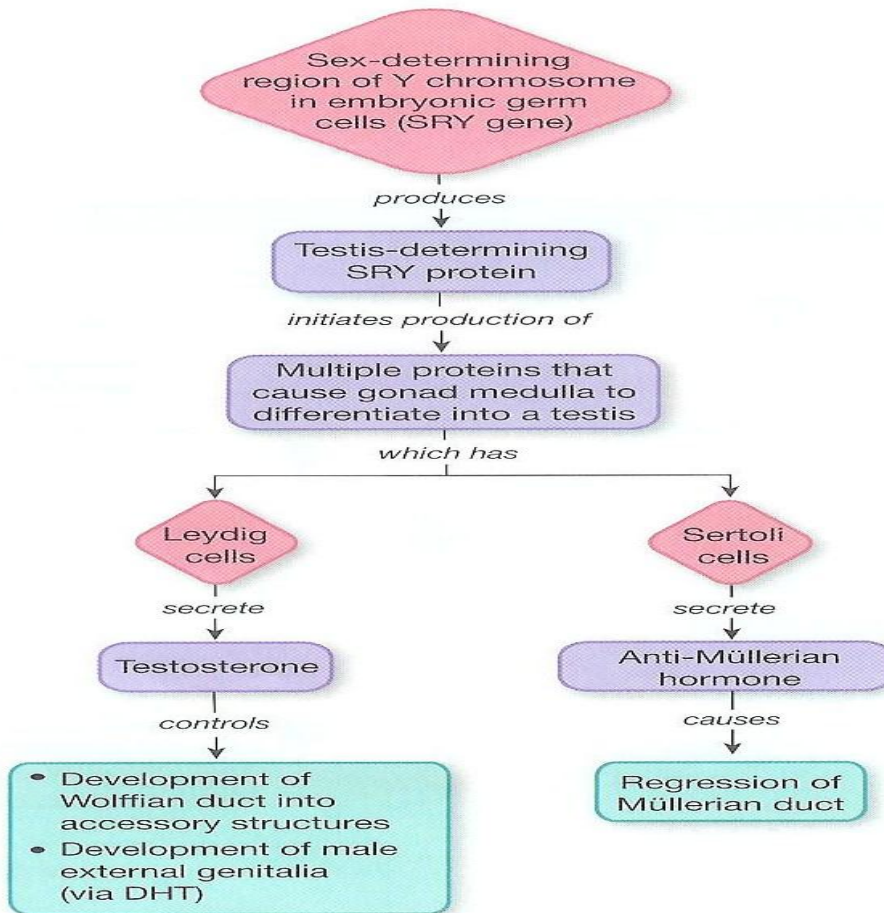 Sex-determining
region of Y chromosome
in embryonic germ
cells (SRY gene)
produces
Testis-determining
SRY protein
initiates production of
Multiple proteins that
cause gonad medulla to
differentiate into a testis
which has
Leydig
cells
secrete
Testosterone
controls
• Development of
Wolffian duct into
accessory structures
• Development of male
external genitalia
(via DHT)
Sertoli
cells
secrete
Anti-Müllerian
hormone
causes
Regression of
Müllerian duct